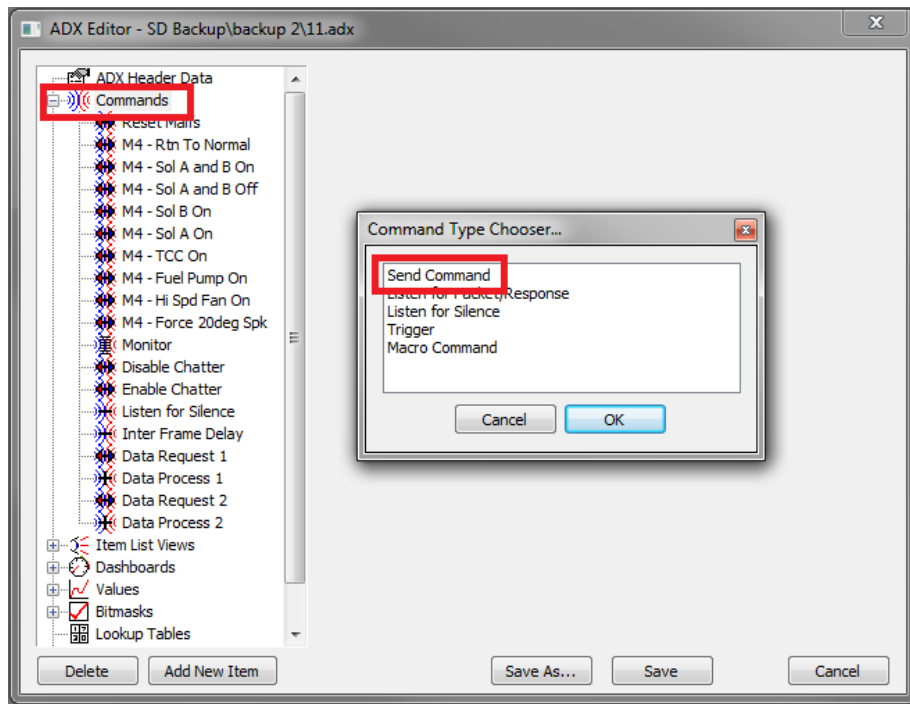 ADX Editor - SD Backup\backup 2\11.adx
ADX Header Data
Commands
Reset Malfs
M4 - Rtn To Normal
M4 - Sol A and B On
M4 - Sol A and B Off
M4 - Sol B On
M4 - Sol A On
M4 - TCC On
M4 - Fuel Pump On
M4 - Hi Spd Fan On
M4 - Force 20deg Spk
Monitor
Disable Chatter
Enable Chatter
Listen for Silence
Inter Frame Delay
Data Request 1
Data Process 1
Data Request 2
Data Process 2
Item List Views
Dashboards
Values
Bitmasks
Lookup Tables
Command Type Chooser...
Send Command
Listen for Packet/Response
Listen for Silence
Trigger
Macro Command
Cancel
OK
Delete
Add New Item
Save As...
Save
Cancel